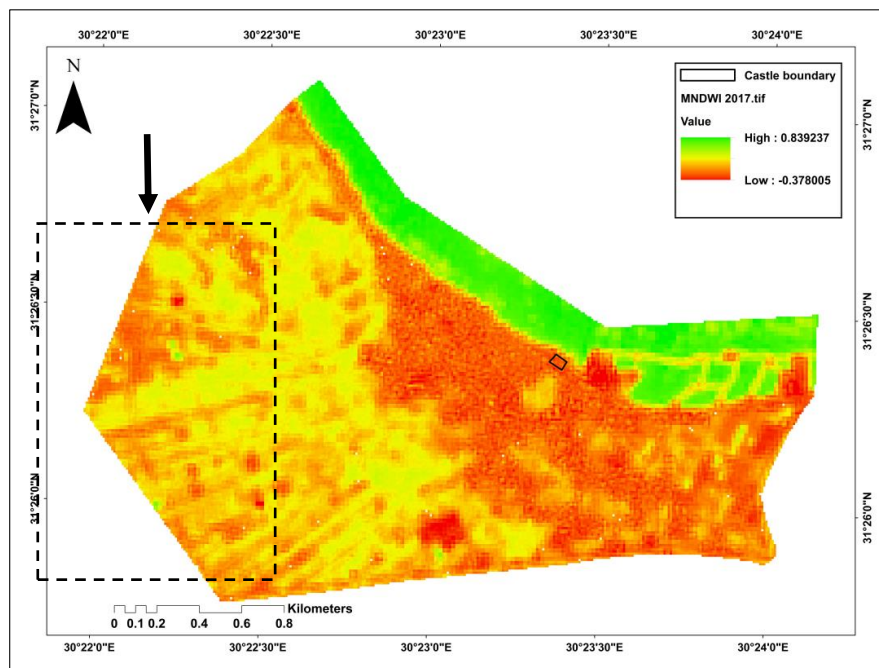 30°22'0"E 30°22'30"E 30°23'0"E 30°23'30"E 30°24'0"E
N
31°27'0"N
31°26'30"N
31°26'0"N
Castle boundary
MNDWI 2017.tif
Value
High : 0.839237
Low : -0.378005
31°27'0"N
31°26'30"N
31°26'0"N
Kilometers
0 0.1 0.2 0.4 0.6 0.8
30°22'0"E 30°22'30"E 30°23'0"E 30°23'30"E 30°24'0"E